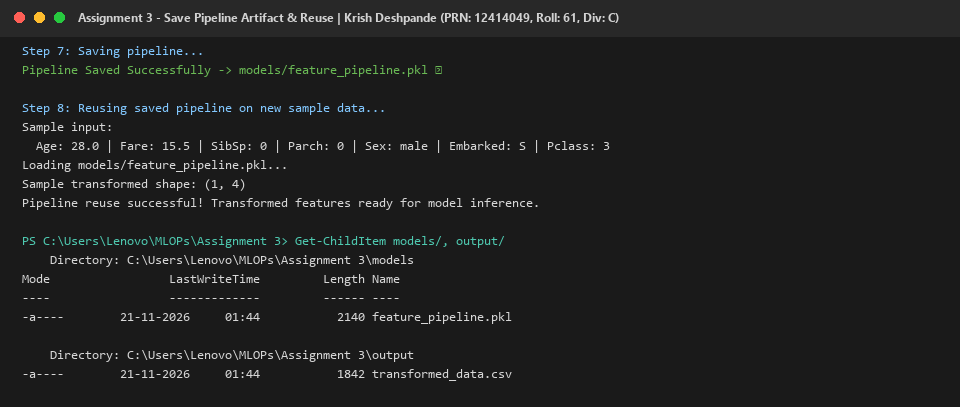 Assignment 3 - Save Pipeline Artifact & Reuse | Krish Deshpande (PRN: 12414049, Roll: 61, Div: C)
Step 7: Saving pipeline...
Pipeline Saved Successfully -> models/feature_pipeline.pkl
Step 8: Reusing saved pipeline on new sample data...
Sample input:
Age: 28.0 | Fare: 15.5 | SibSp: 0 | Parch: 0 | Sex: male | Embarked: S | Pclass: 3
Loading models/feature_pipeline.pkl...
Sample transformed shape: (1, 4)
Pipeline reuse successful! Transformed features ready for model inference.
PS C:\Users\Lenovo\MLOPs\Assignment 3> Get-ChildItem models/, output/
Directory: C:\Users\Lenovo\MLOPs\Assignment 3\models
Mode LastWriteTime Length Name
---- ------------- ------ ----
-a---- 21-11-2026 01:44 2140 feature_pipeline.pkl
Directory: C:\Users\Lenovo\MLOPs\Assignment 3\output
-a---- 21-11-2026 01:44 1842 transformed_data.csv